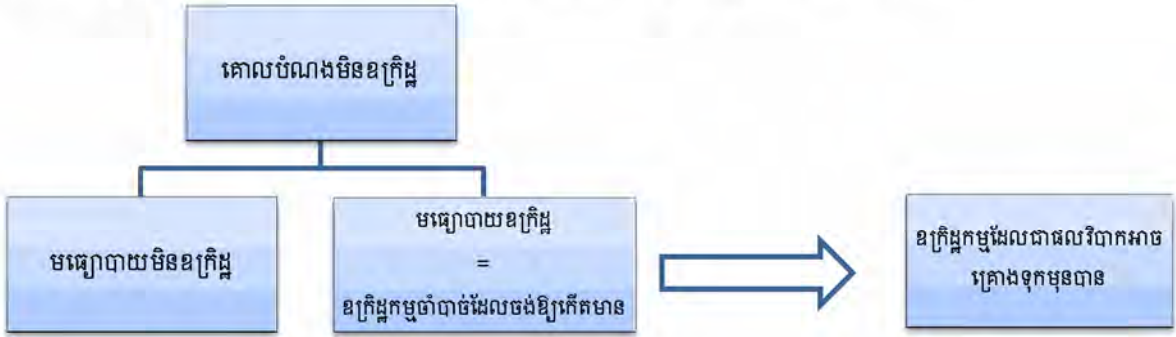 គោលបំណងមិនឧក្រិដ្ឋ
មធ្យោបាយមិនឧក្រិដ្ឋ
មធ្យោបាយឧក្រិដ្ឋ
=
ឧក្រិដ្ឋកម្មចាំបាច់ដែលចង់ឱ្យកើតមាន
ឧក្រិដ្ឋកម្មដែលជាផលវិបាកអាច
គ្រោងទុកមុនបាន